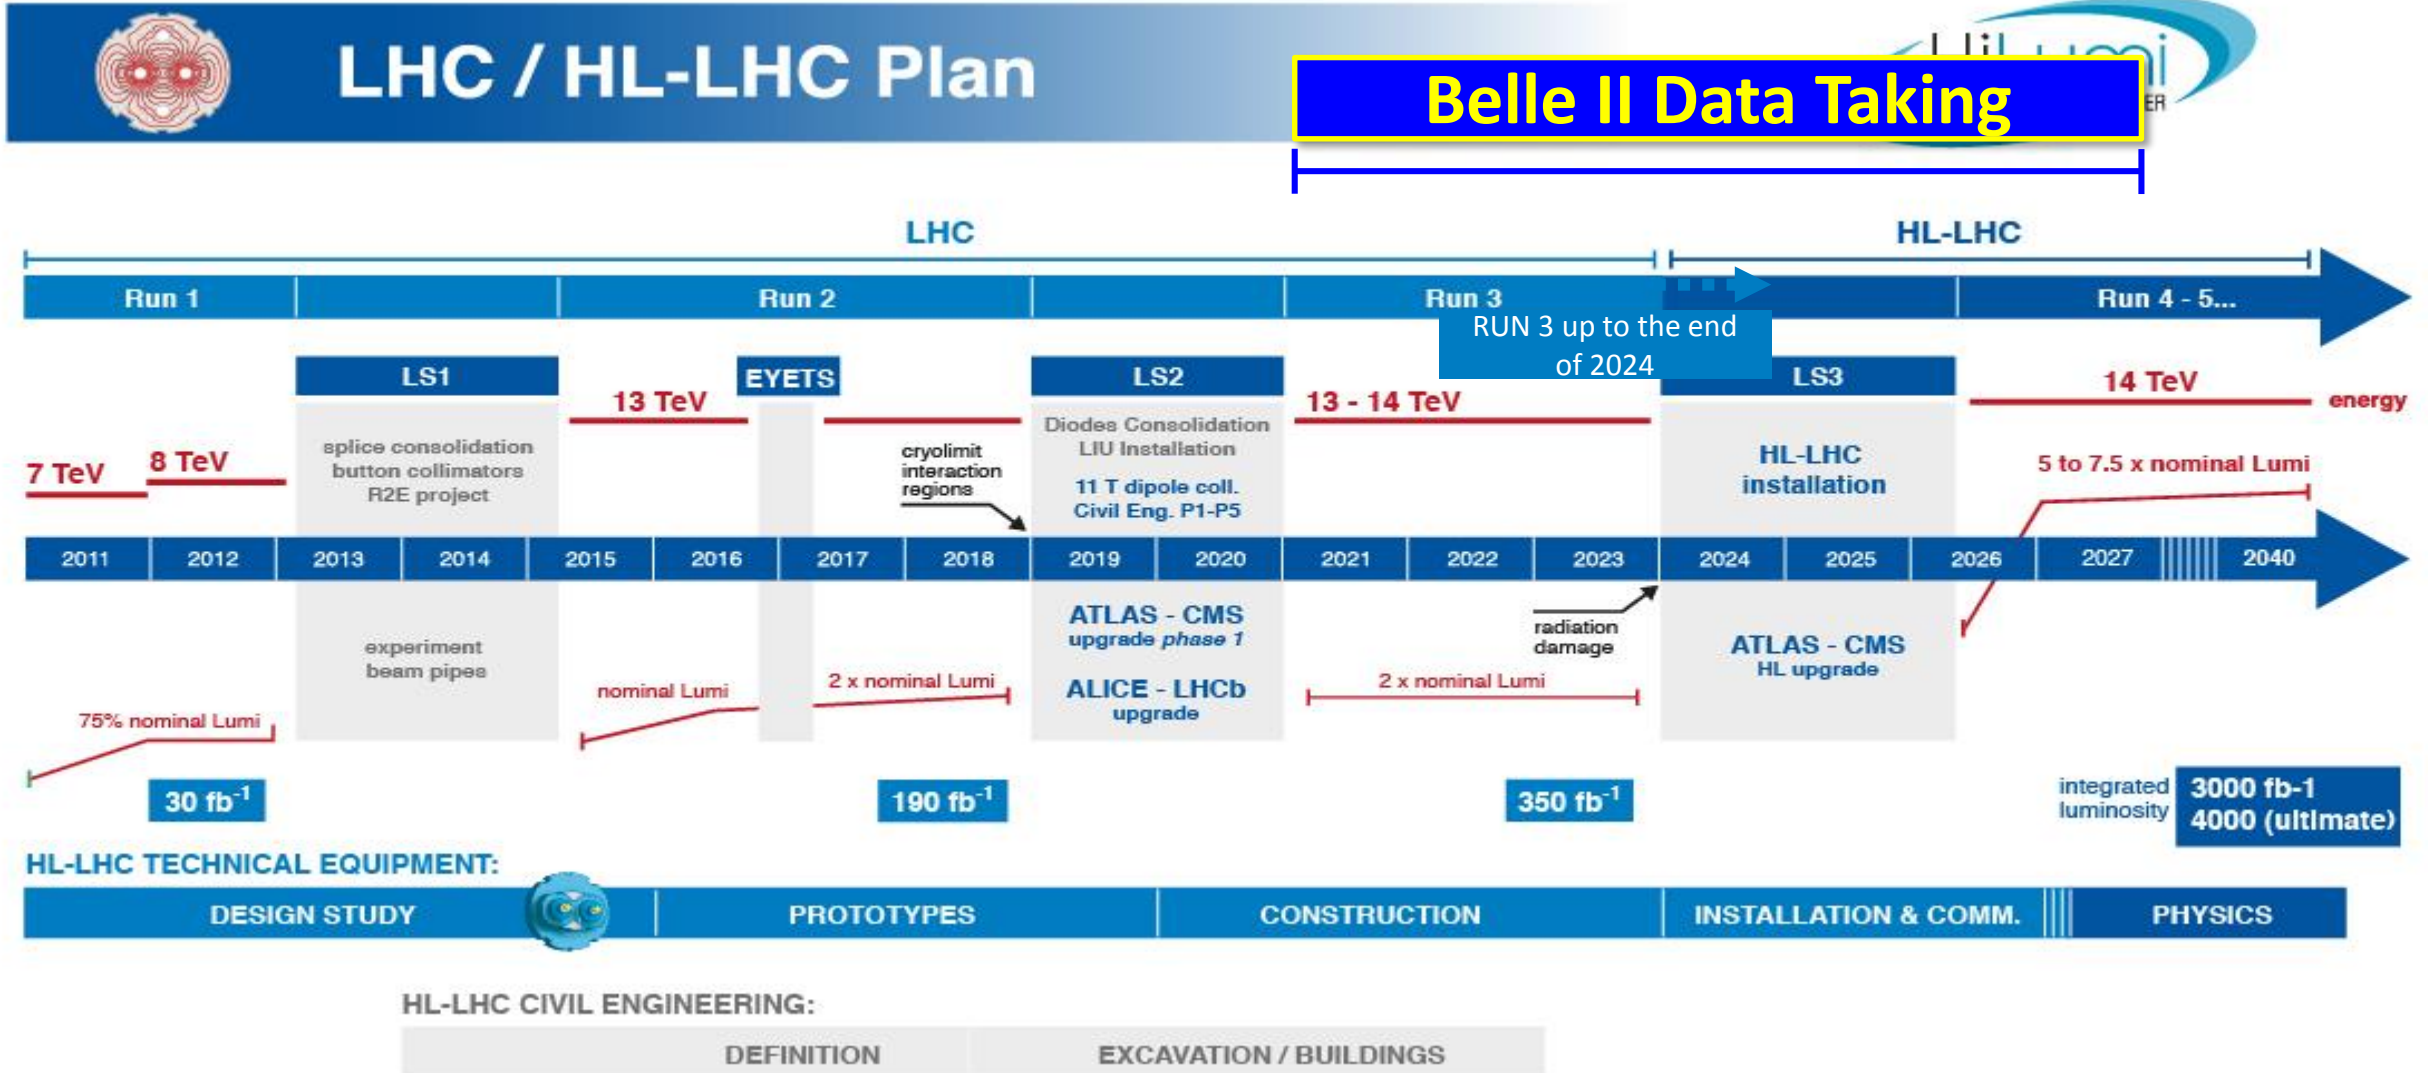 LHC / HL-LHC Plan
Belle II Data Taking
ER
LHC
HL-LHC
Run 1
Run 2
Run 3
Run 4 - 5...
RUN 3 up to the end
of 2024
LS1
EYETS
LS2
LS3
13 TeV
13 - 14 TeV
14 TeV
energy
7 TeV
8 TeV
splice consolidation
button collimators
R2E project
cryolimit
interaction
regions
Diodes Consolidation
LIU Installation
11 T dipole coll.
Civil Eng. P1-P5
HL-LHC
installation
5 to 7.5 x nominal Lumi
2011 2012 2013 2014 2015 2016 2017 2018 2019 2020 2021 2022 2023 2024 2025 2026 2027 2040
experiment
beam pipes
75% nominal Lumi
nominal Lumi
2 x nominal Lumi
ATLAS - CMS
upgrade phase 1
ALICE - LHCb
upgrade
2 x nominal Lumi
radiation
damage
ATLAS - CMS
HL upgrade
30 fb-1
190 fb-1
350 fb-1
integrated
luminosity
3000 fb-1
4000 (ultimate)
HL-LHC TECHNICAL EQUIPMENT:
DESIGN STUDY
PROTOTYPES
CONSTRUCTION
INSTALLATION & COMM.
PHYSICS
HL-LHC CIVIL ENGINEERING:
DEFINITION
EXCAVATION / BUILDINGS